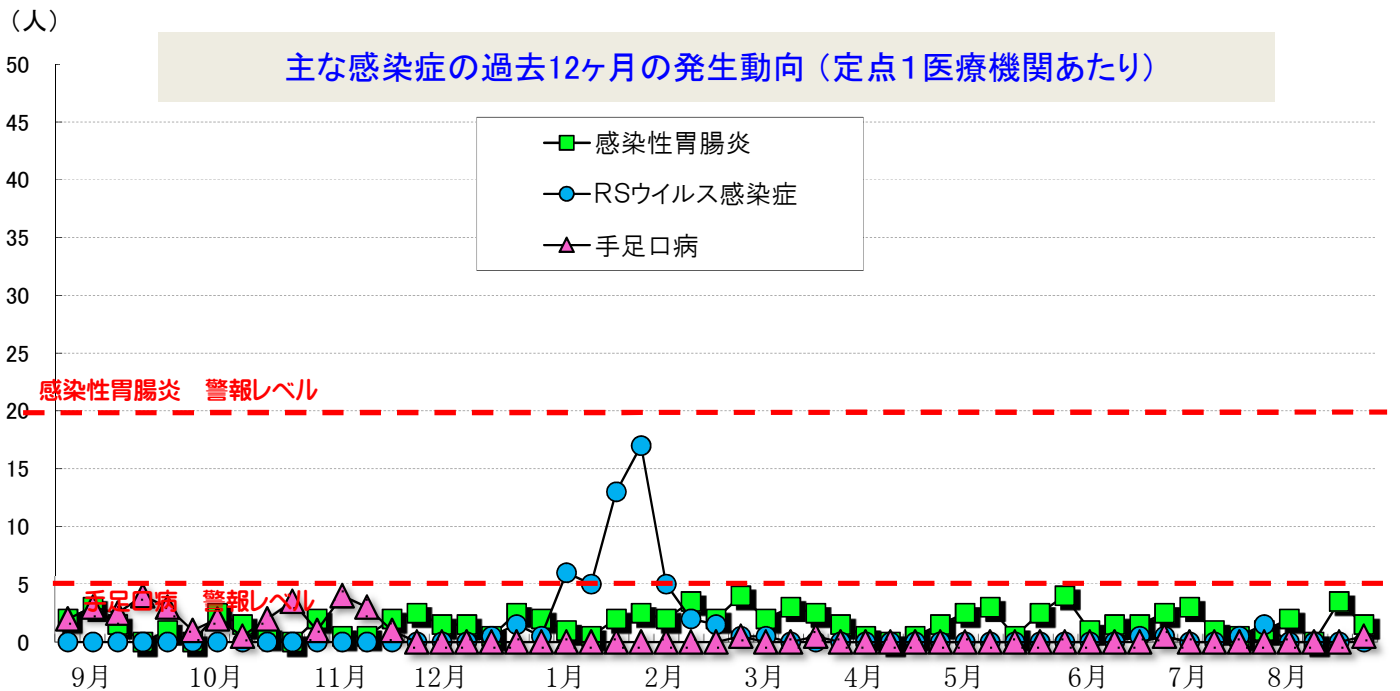 （人）
主な感染症の過去12ヶ月の発生動向（定点１医療機関あたり）
感染性胃腸炎
RSウイルス感染症
手足口病
50
45
40
35
30
25
20
15
10
5
0
感染性胃腸炎　警報レベル
手足口病　警報レベル
9月 10月 11月 12月 1月 2月 3月 4月 5月 6月 7月 8月